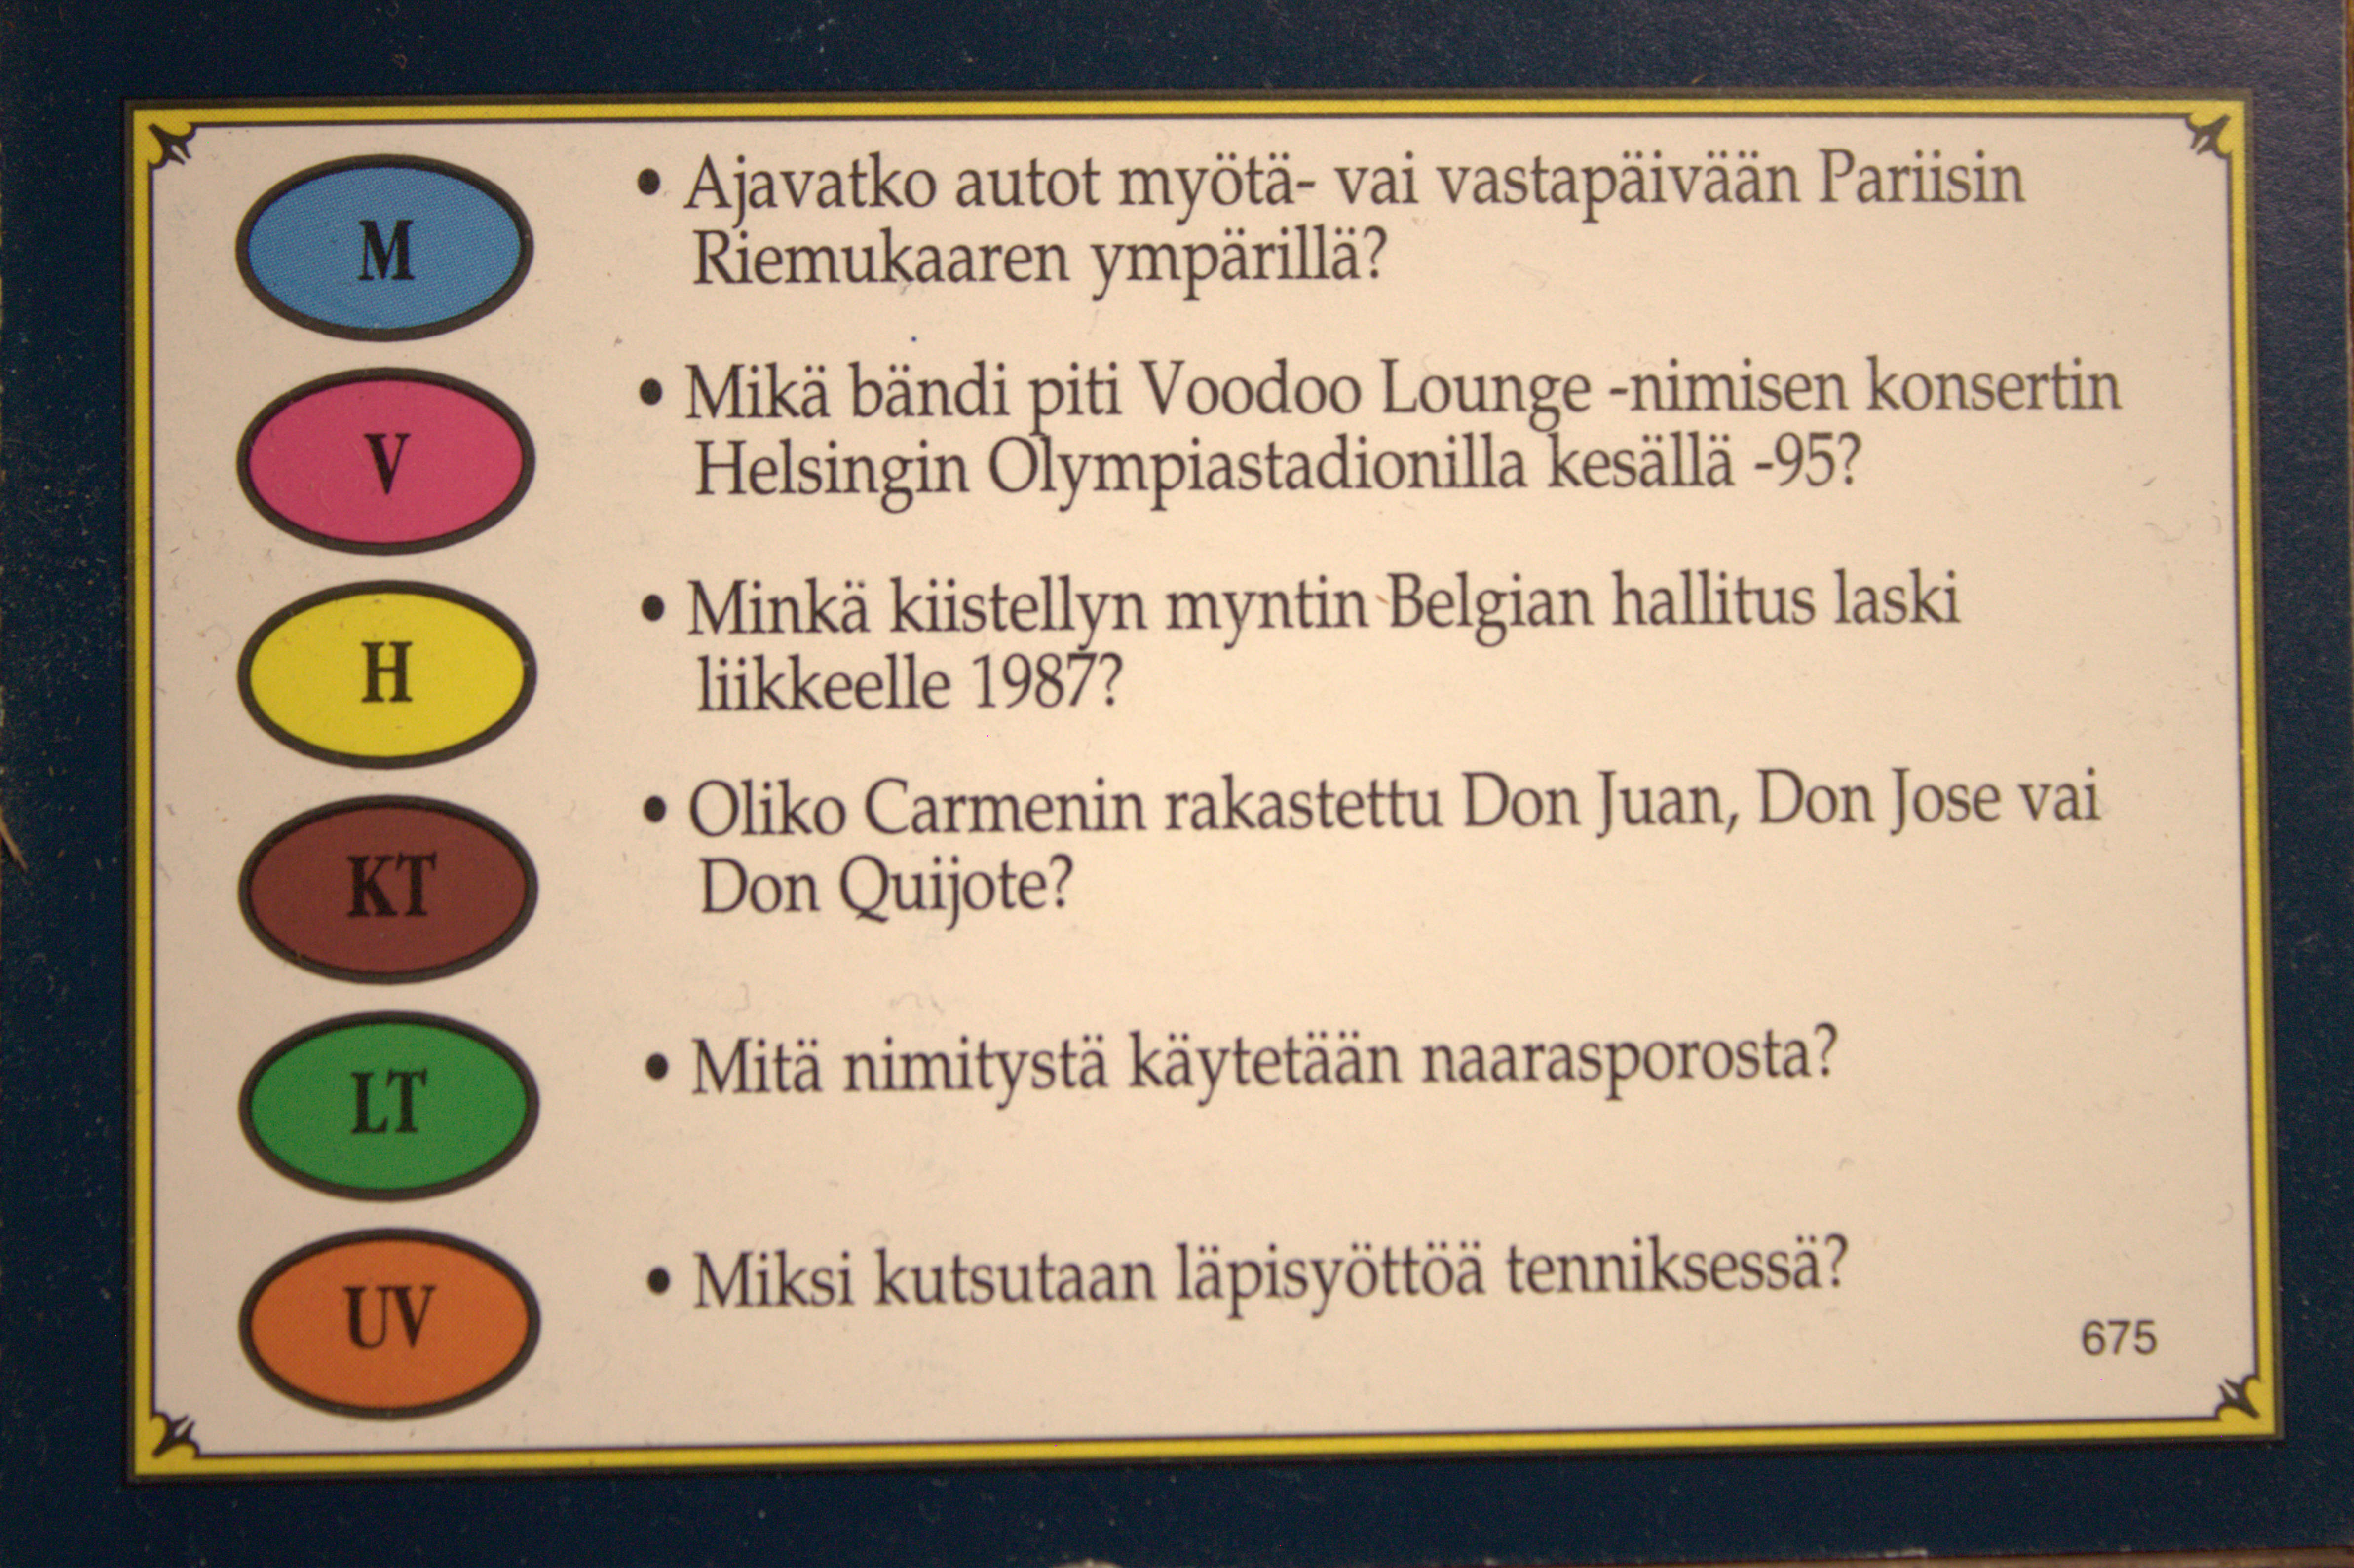 M
• Ajavatko autot myötä- vai vastapäivään Pariisin
Riemukaaren ympärillä?
V
• Mikä bändi piti Voodoo Lounge -nimisen konsertin
Helsingin Olympiastadionilla kesällä -95?
H
• Minkä kiistellyn myntin Belgian hallitus laski
liikkeelle 1987?
KT
• Oliko Carmenin rakastettu Don Juan, Don Jose vai
Don Quijote?
LT
• Mitä nimitystä käytetään naarasporosta?
UV
• Miksi kutsutaan läpisyöttöä tenniksessä?
675